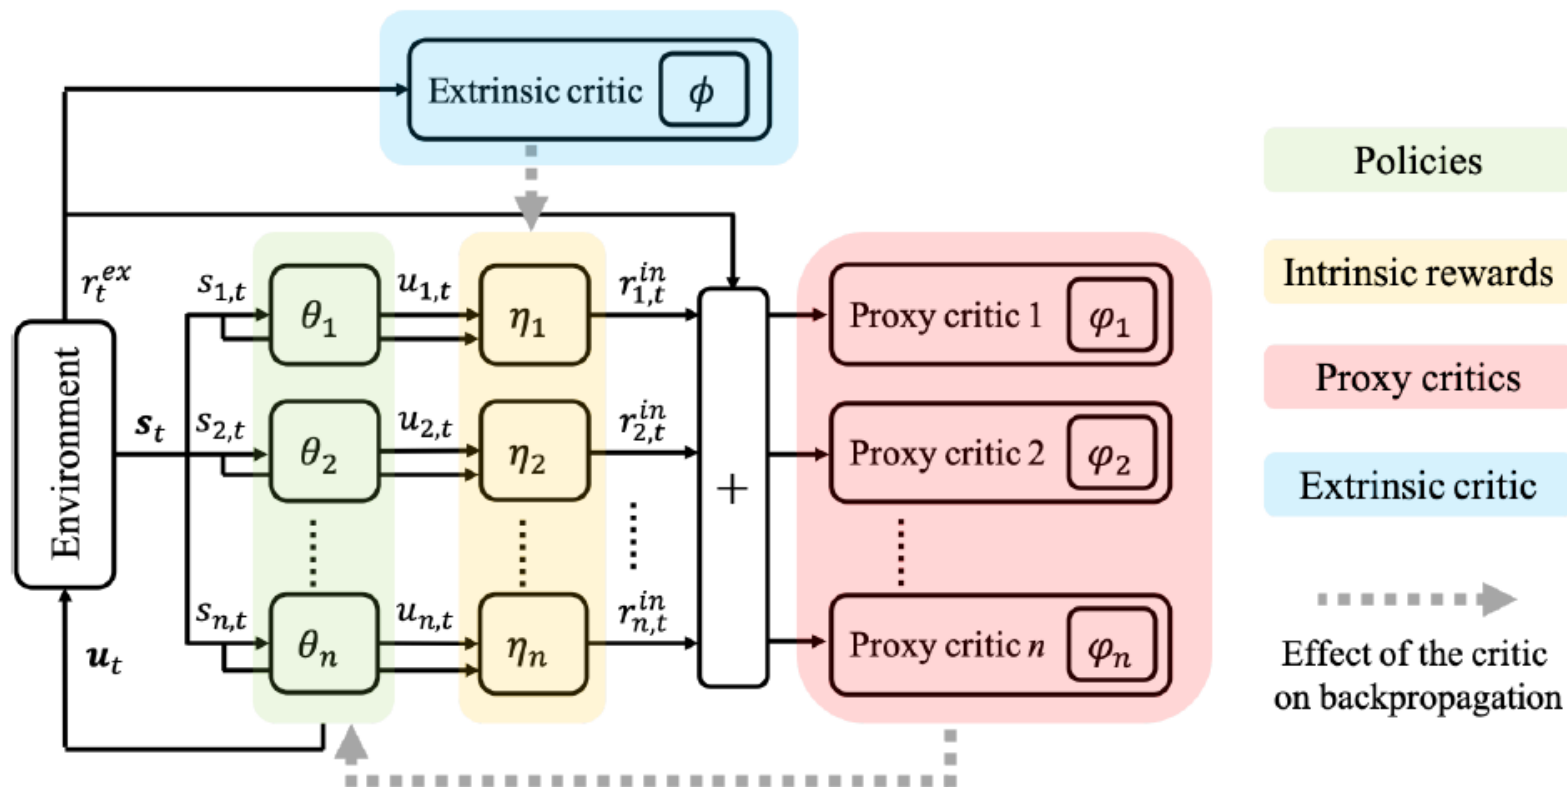 Extrinsic critic ϕ
Policies
Intrinsic rewards
Proxy critics
Extrinsic critic
Effect of the critic
on backpropagation
r_t^{ex}
Environment
s_t
u_t
s_{1,t} θ_1 u_{1,t} η_1 r_{1,t}^{in} Proxy critic 1 φ_1
s_{2,t} θ_2 u_{2,t} η_2 r_{2,t}^{in} Proxy critic 2 φ_2
+
s_{n,t} θ_n u_{n,t} η_n r_{n,t}^{in} Proxy critic n φ_n